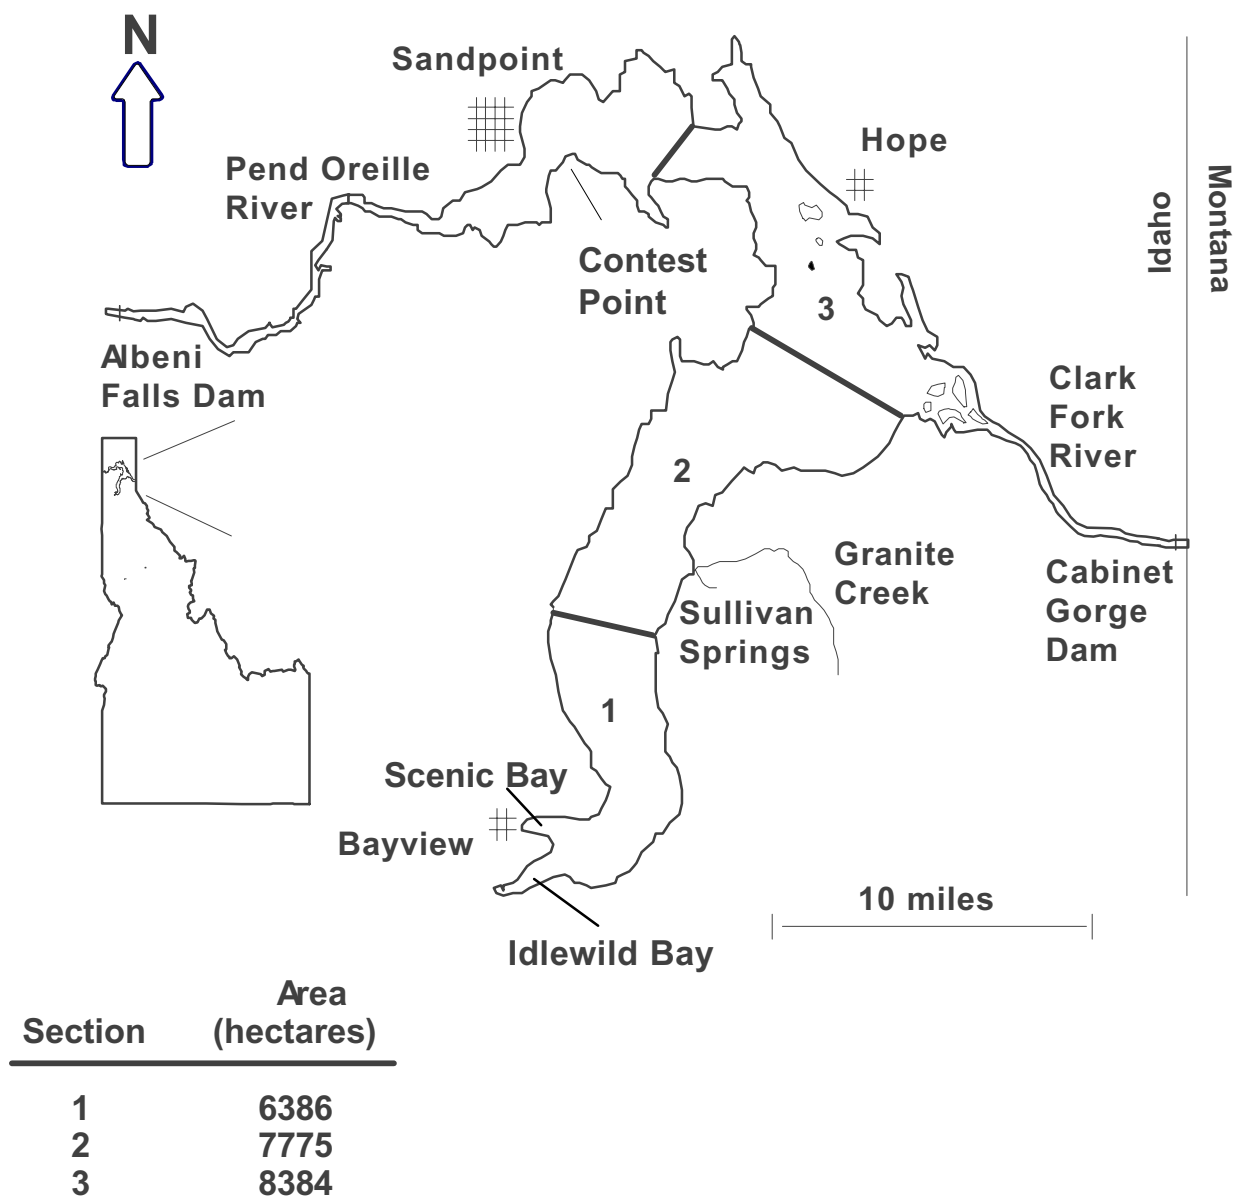 N
Sandpoint
Hope
Pend Oreille
River
Idaho
Montana
Contest
Point
3
Albeni
Falls Dam
Clark
Fork
River
2
Granite
Creek
Cabinet
Gorge
Dam
Sullivan
Springs
1
Scenic Bay
Bayview
10 miles
Idlewild Bay
Area
Section (hectares)
1 6386
2 7775
3 8384